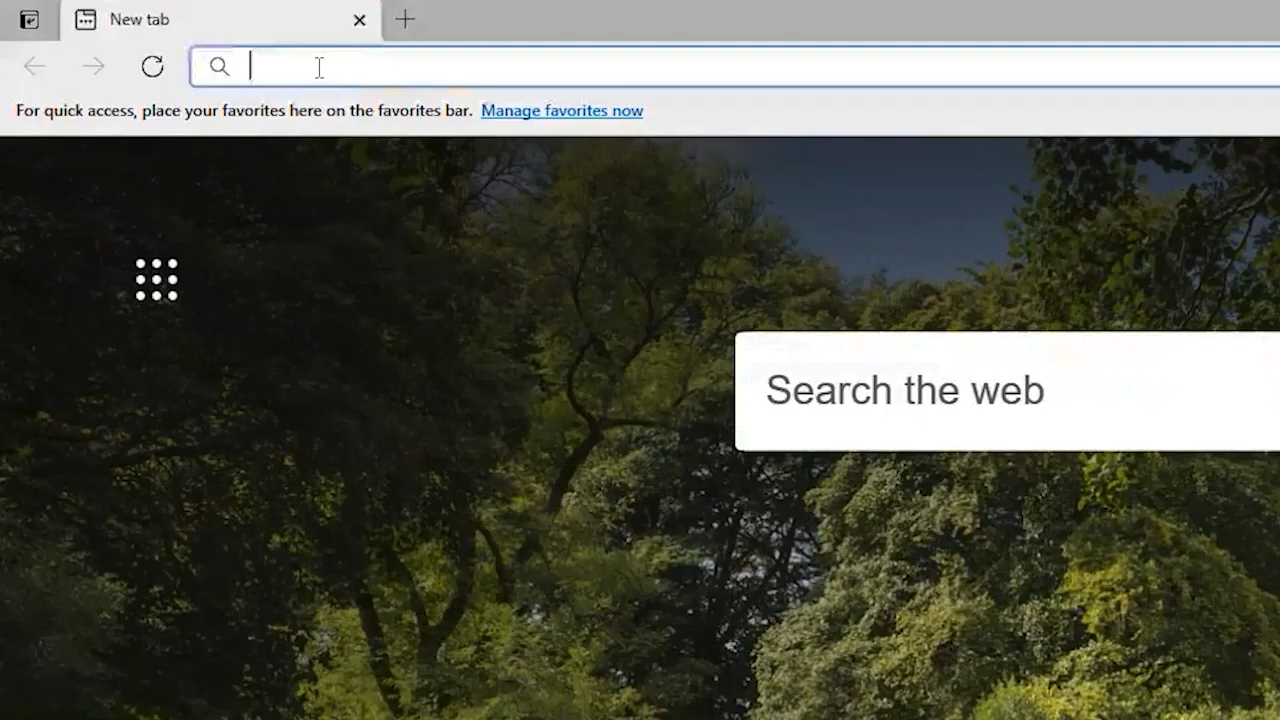 New tab
For quick access, place your favorites here on the favorites bar. Manage favorites now
Search the web